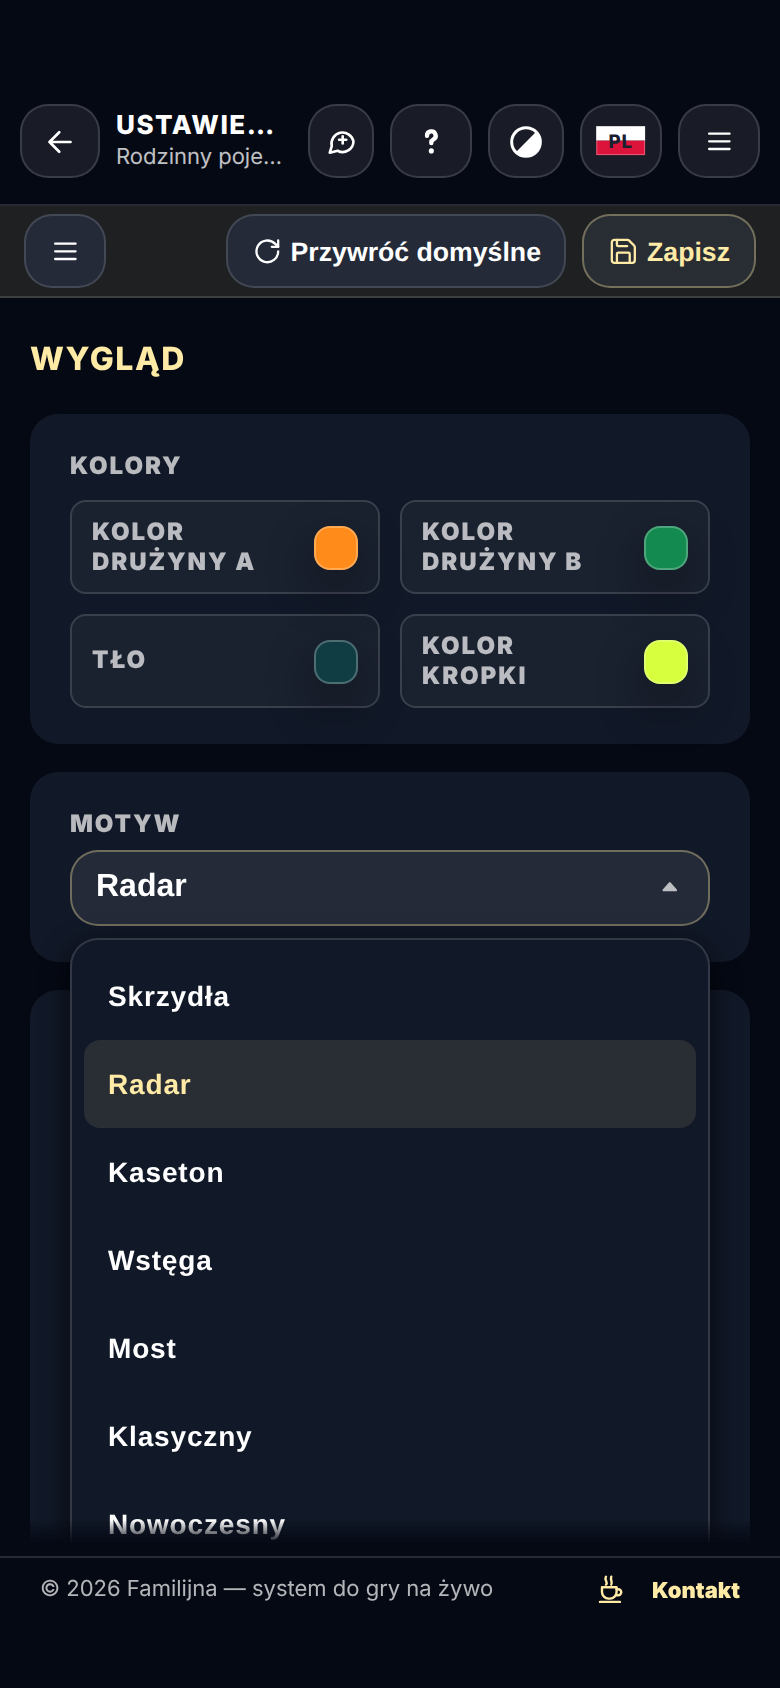 USTAWIE...
Rodzinny poje...
?
PL
Przywróć domyślne
Zapisz
WYGLĄD
KOLORY
KOLOR
DRUŻYNY A
KOLOR
DRUŻYNY B
TŁO
KOLOR
KROPKI
MOTYW
Radar
Skrzydła
Radar
Kaseton
Wstęga
Most
Klasyczny
Nowoczesny
© 2026 Familijna — system do gry na żywo
Kontakt